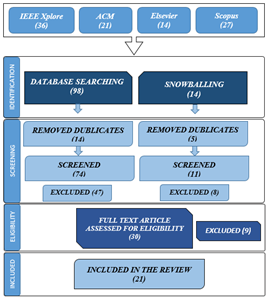 IEEE Xplore
(36)
ACM
(21)
Elsevier
(14)
Scopus
(27)
IDENTIFICATION
DATABASE SEARCHING
(98)
SNOWBALLING
(14)
SCREENING
REMOVED DUBLICATES
(14)
REMOVED DUBLICATES
(5)
SCREENED
(74)
SCREENED
(11)
EXCLUDED (47)
EXCLUDED (8)
ELIGIBILITY
FULL TEXT ARTICLE
ASSESSED FOR ELIGIBILITY
(30)
EXCLUDED [9]
INCLUDED
INCLUDED IN THE REVIEW
(21)